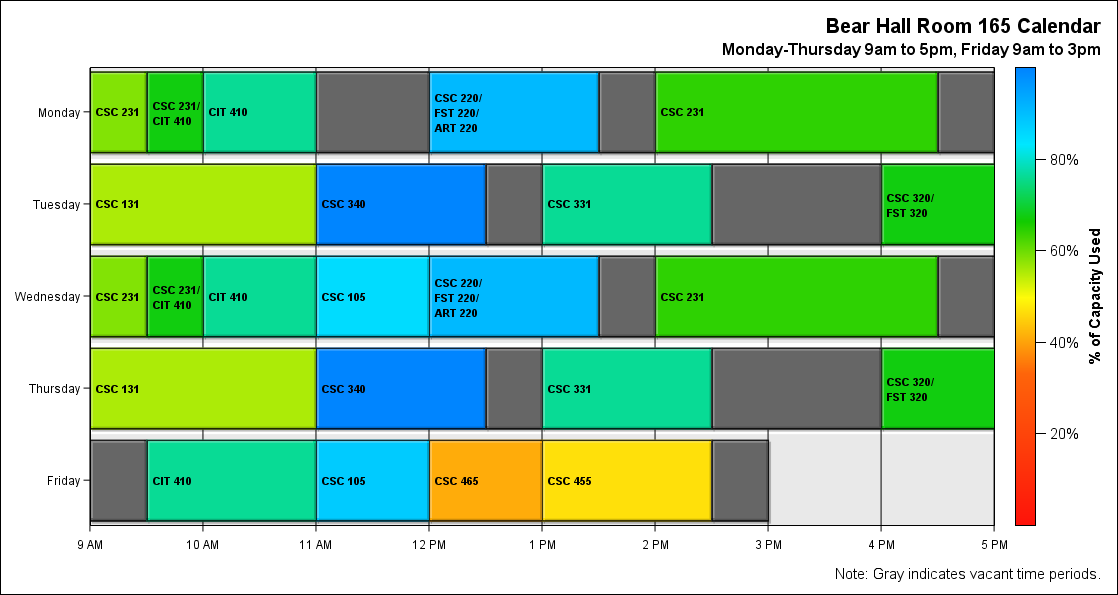 Bear Hall Room 165 Calendar
Monday-Thursday 9am to 5pm, Friday 9am to 3pm
Monday
CSC 231
CSC 231/
CIT 410
CIT 410
CSC 220/
FST 220/
ART 220
CSC 231
Tuesday
CSC 131
CSC 340
CSC 331
CSC 320/
FST 320
Wednesday
CSC 231
CSC 231/
CIT 410
CIT 410
CSC 105
CSC 220/
FST 220/
ART 220
CSC 231
Thursday
CSC 131
CSC 340
CSC 331
CSC 320/
FST 320
Friday
CIT 410
CSC 105
CSC 465
CSC 455
9 AM
10 AM
11 AM
12 PM
1 PM
2 PM
3 PM
4 PM
5 PM
80%
60%
40%
20%
% of Capacity Used
Note: Gray indicates vacant time periods.